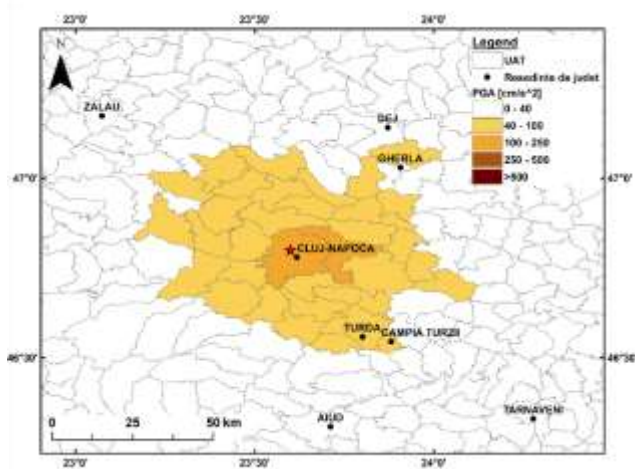 23°0' 23°30' 24°0'
N
Legend
UAT
Resedinte de judet
PGA [cm/s^2]
0 - 40
40 - 100
100 - 250
250 - 500
>500
ZALAU
DEJ
GHERLA
47°0' 47°0'
CLUJ-NAPOCA
TURDA CAMPIA TURZII
46°30' 46°30'
0 25 50 km
AIUD TARNAVENI
23°0' 23°30' 24°0'